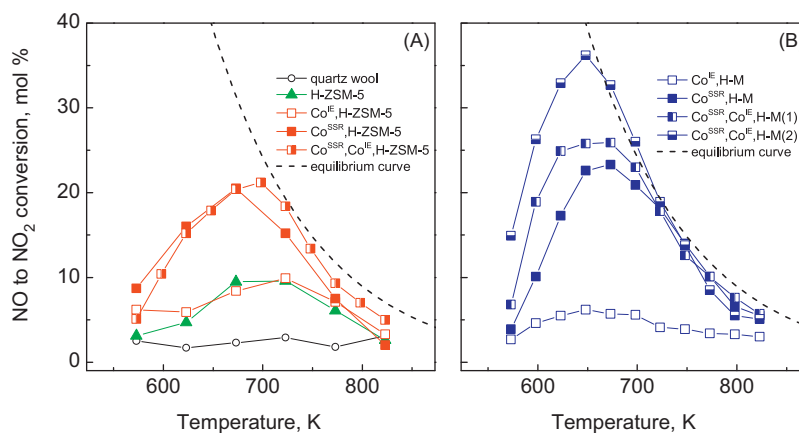 NO to NO₂ conversion, mol %
40
30
20
10
0
600
700
800
Temperature, K
(A)
quartz wool
H-ZSM-5
Coᴵᴱ,H-ZSM-5
Coˢˢᴿ,H-ZSM-5
Coˢˢᴿ,Coᴵᴱ,H-ZSM-5
equilibrium curve
(B
Coᴵᴱ,H-M
Coˢˢᴿ,H-M
Coˢˢᴿ,Coᴵᴱ,H-M(1)
Coˢˢᴿ,Coᴵᴱ,H-M(2)
equilibrium curve
600
700
800
Temperature, K